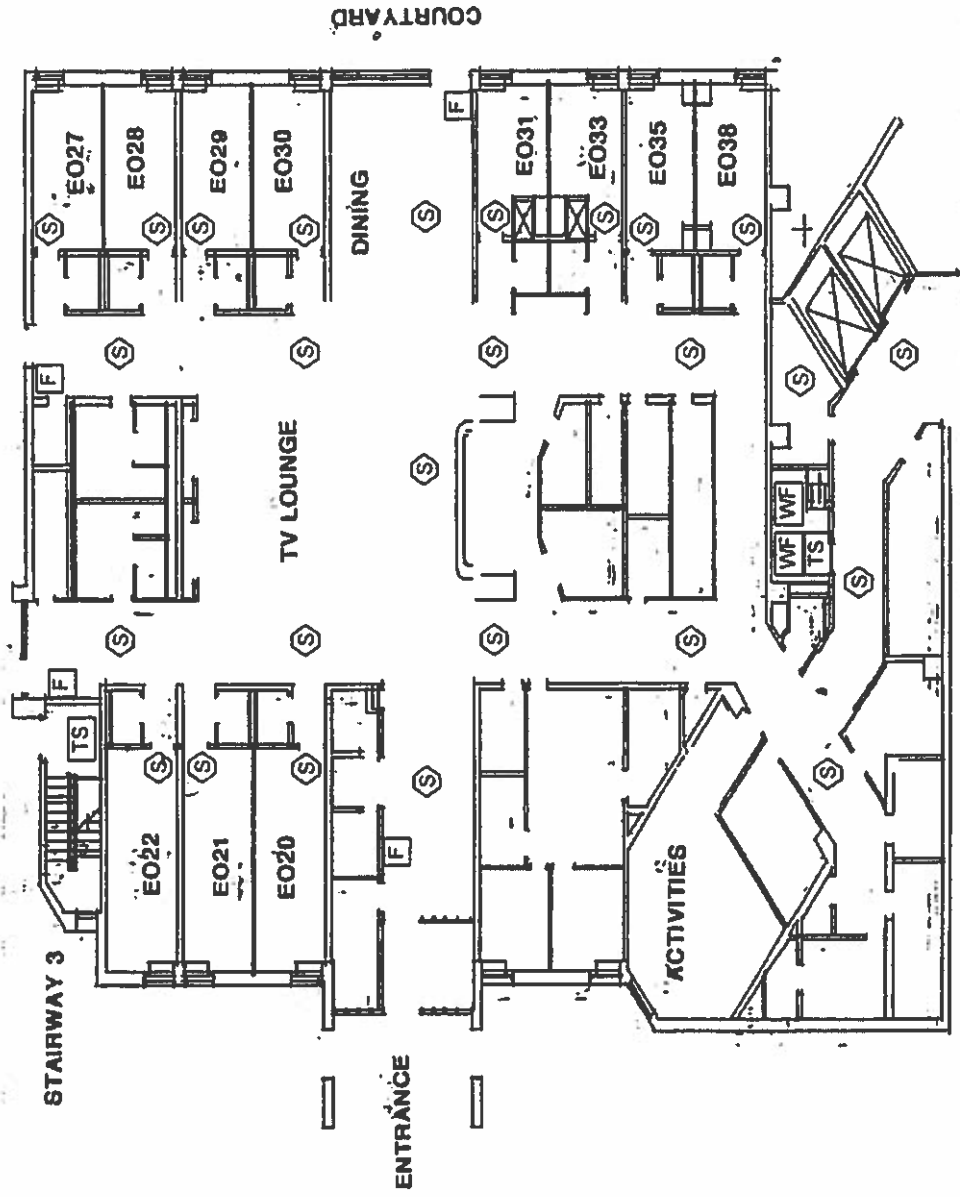 COURTYARD
EO27
EO28
EO29
EO30
DINING
F
EO31
EO33
EO35
EO38
S
S
S
S
S
S
S
S
S
S
S
S
S
F
TV LOUNGE
S
S
S
WF
WF
TS
S
S
S
S
S
F
TS
S
S
S
S
S
F
EO22
EO21
EO20
ACTIVITIES
STAIRWAY 3
ENTRANCE